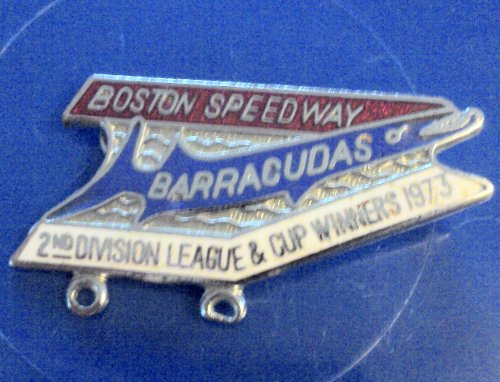 BOSTON SPEEDWAY
BARRACUDAS
2ND DIVISION LEAGUE & CUP WINNERS 1973